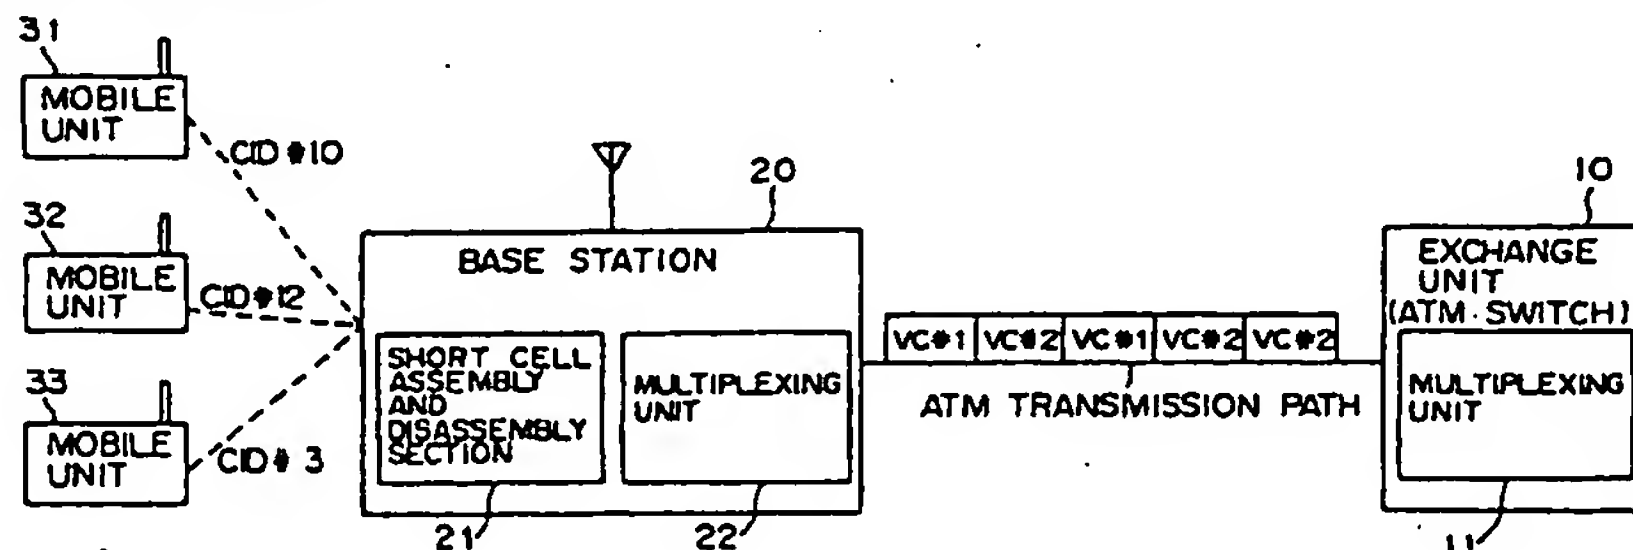 31
MOBILE
UNIT
CID #10
32
MOBILE
UNIT
CID#12
33
MOBILE
UNIT
CID# 3
20
BASE STATION
SHORT CELL
ASSEMBLY
AND
DISASSEMBLY
SECTION
21
MULTIPLEXING
UNIT
22
VC#1 VC#2 VC#1 VC#2 VC#2
ATM TRANSMISSION PATH
10
EXCHANGE
UNIT
(ATM·SWITCH)
MULTIPLEXING
UNIT
11